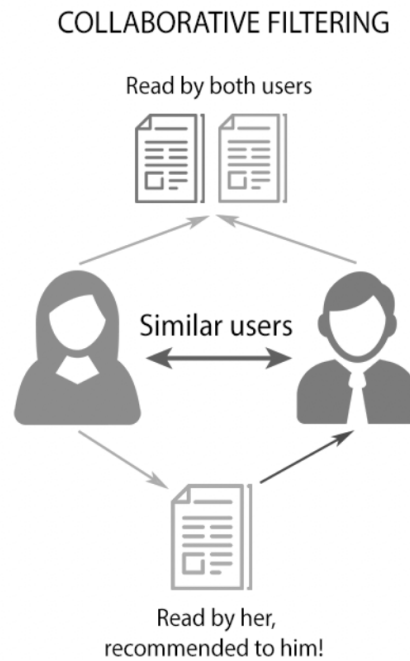 COLLABORATIVE FILTERING
Read by both users
Similar users
Read by her,
recommended to him!